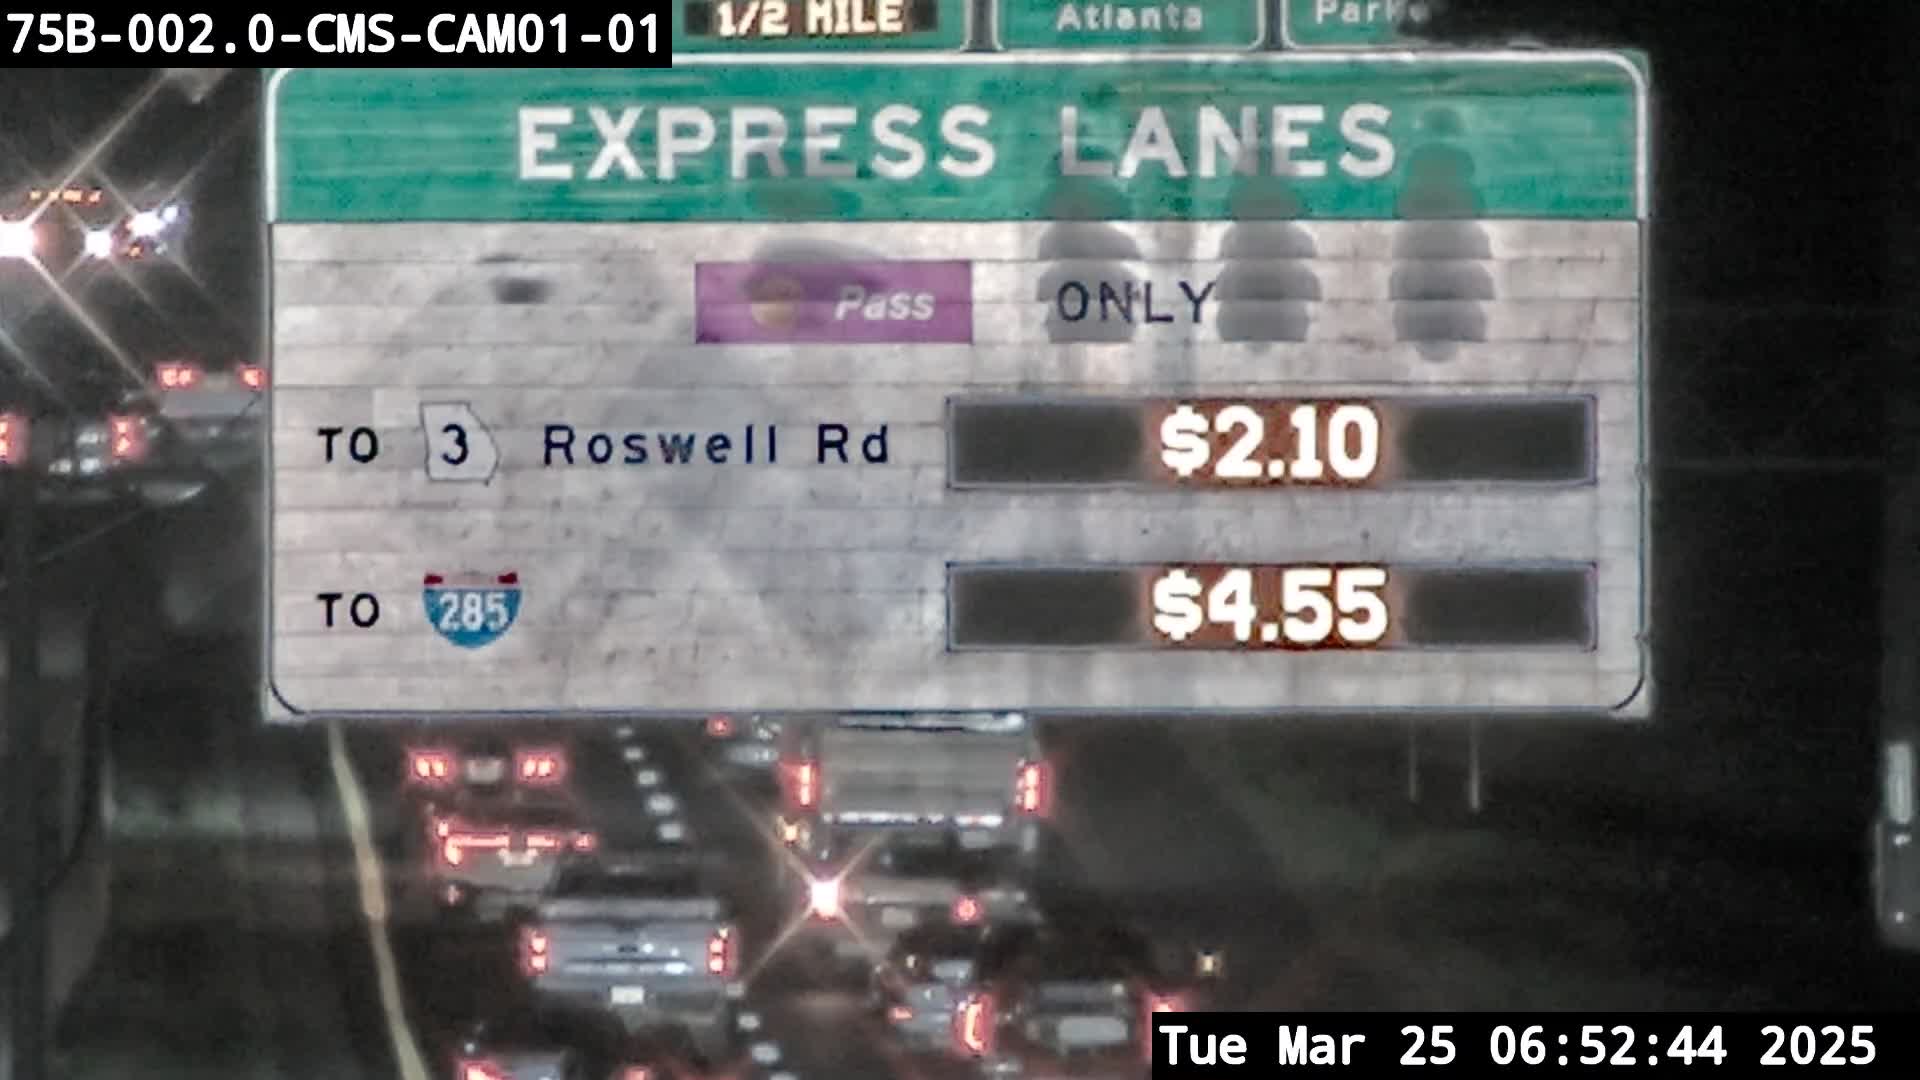 75B-002.0-CMS-CAM01-01
1/2 MILE
Atlanta
EXPRESS LANES
Pass ONLY
TO 3 Roswell Rd $2.10
TO 285 $4.55
Tue Mar 25 06:52:44 2025